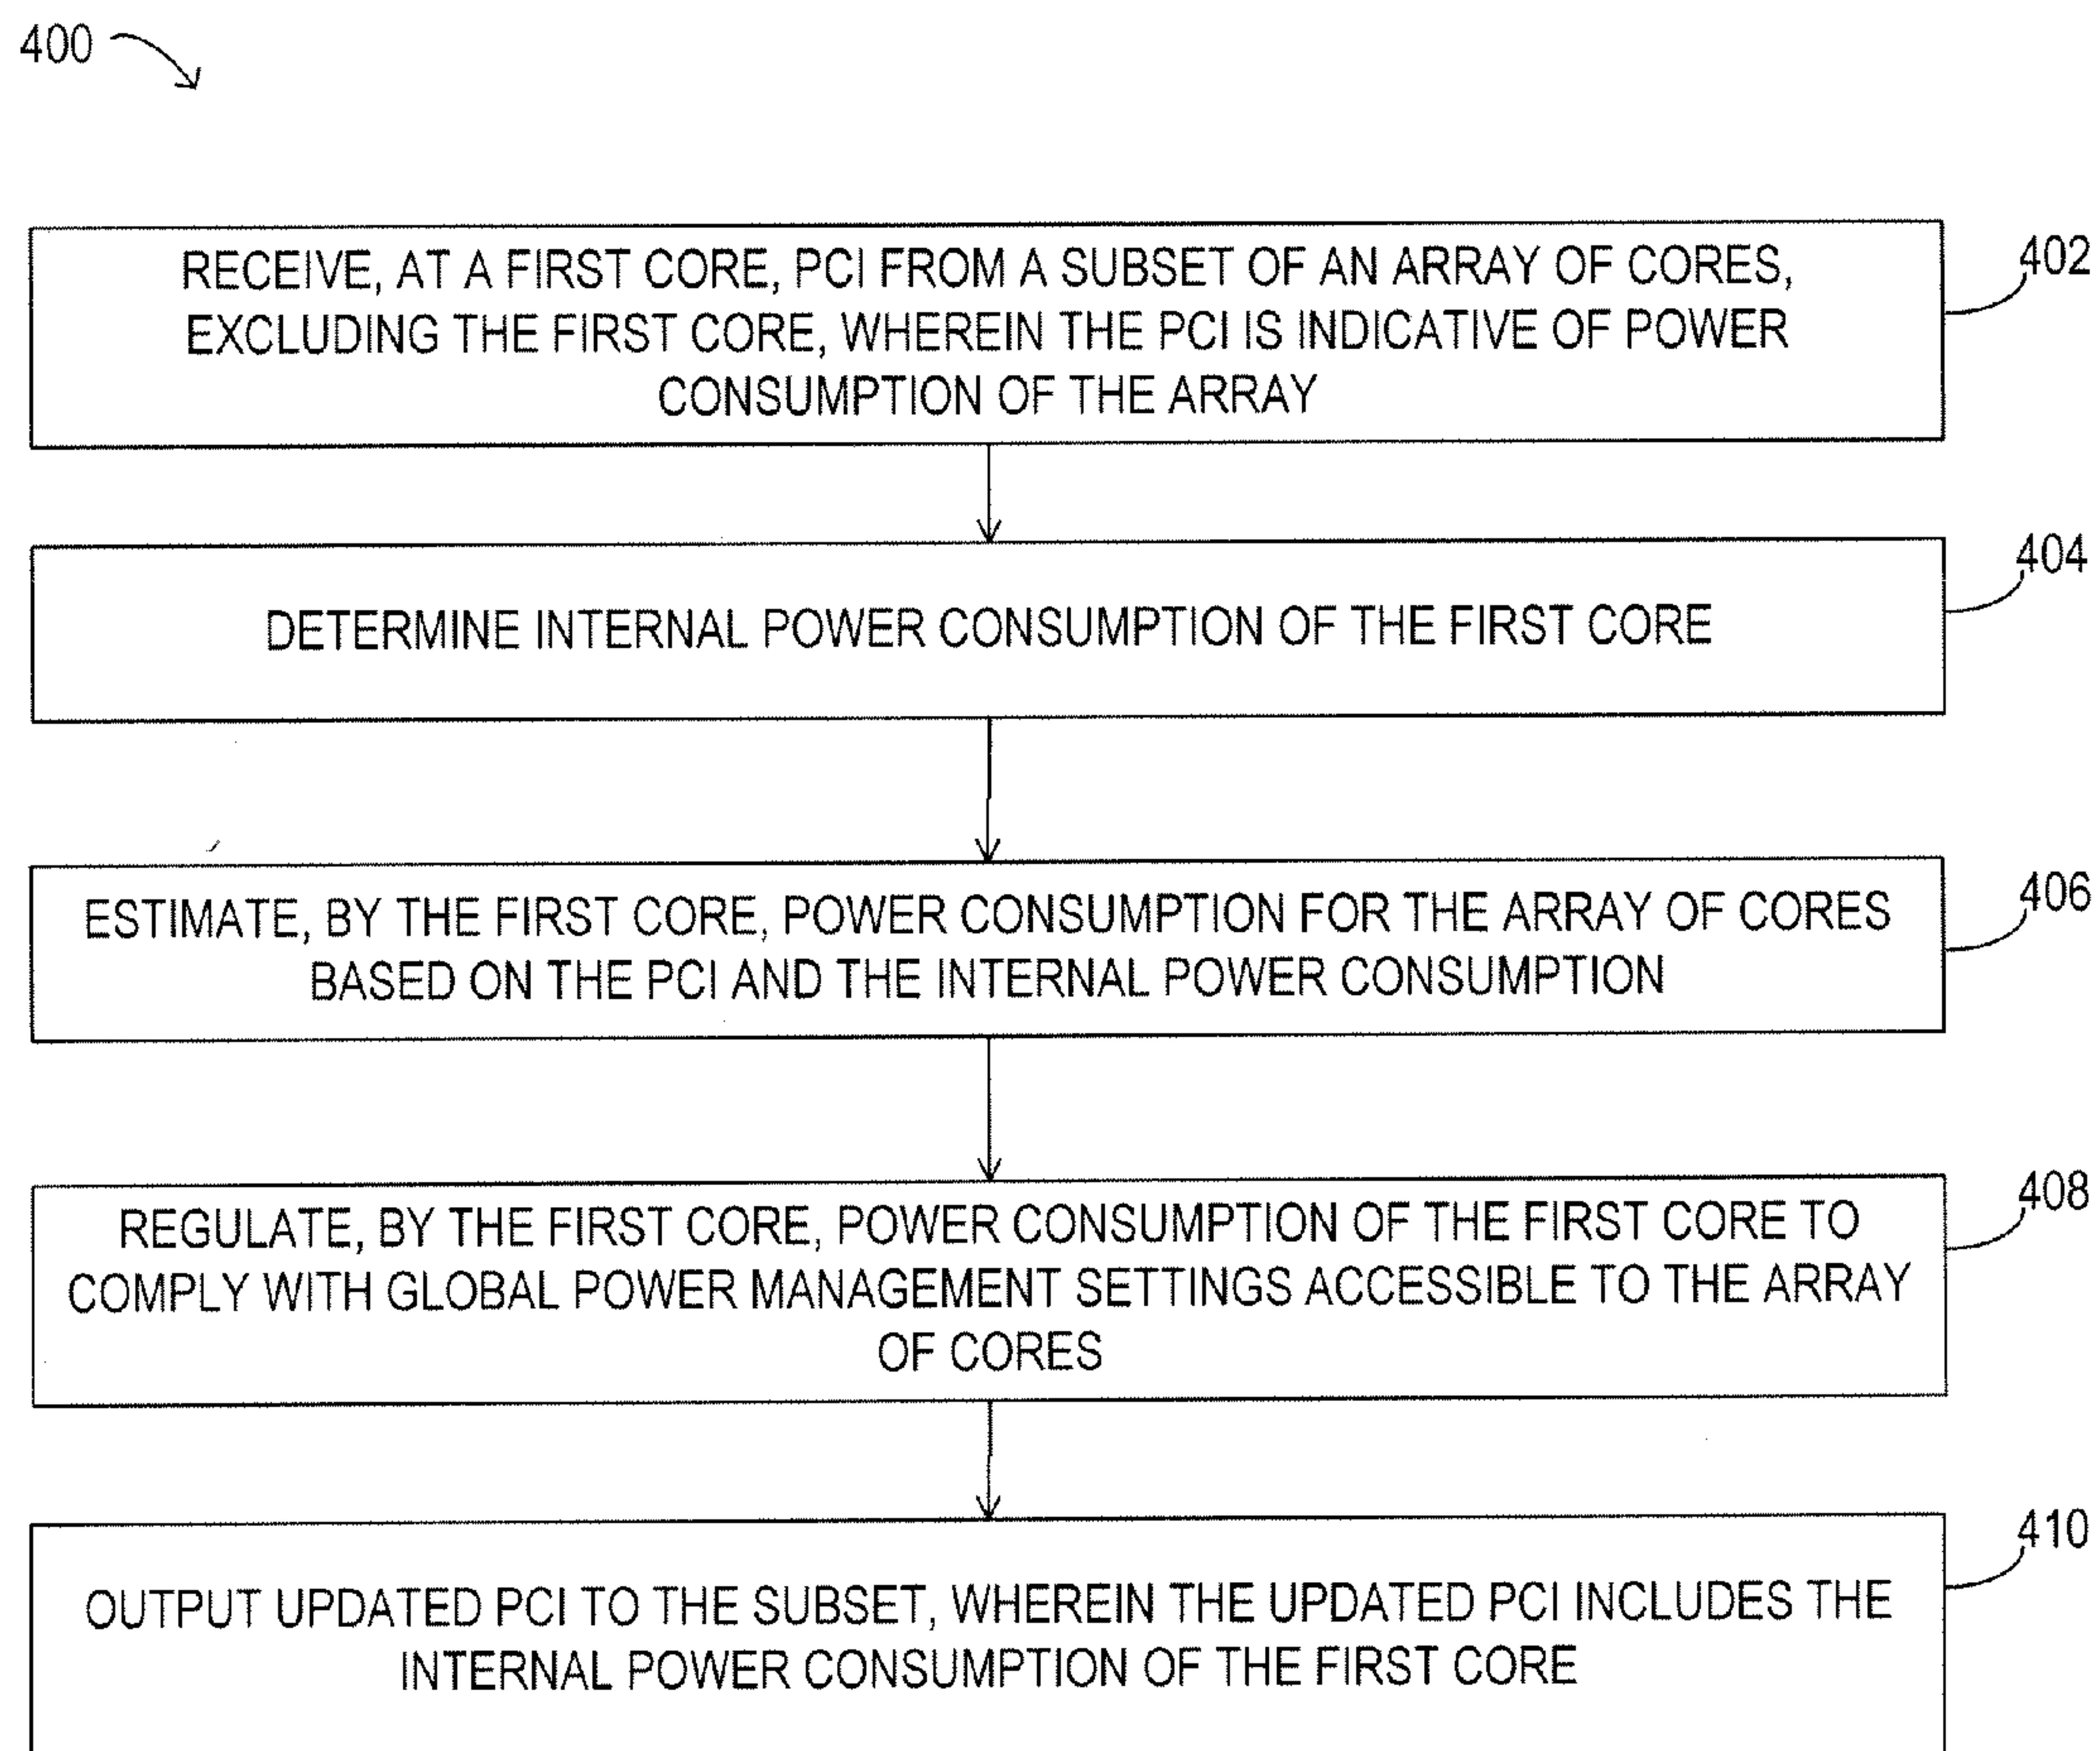 400
RECEIVE, AT A FIRST CORE, PCI FROM A SUBSET OF AN ARRAY OF CORES,
EXCLUDING THE FIRST CORE, WHEREIN THE PCI IS INDICATIVE OF POWER
CONSUMPTION OF THE ARRAY
402
DETERMINE INTERNAL POWER CONSUMPTION OF THE FIRST CORE
404
ESTIMATE, BY THE FIRST CORE, POWER CONSUMPTION FOR THE ARRAY OF CORES
BASED ON THE PCI AND THE INTERNAL POWER CONSUMPTION
406
REGULATE, BY THE FIRST CORE, POWER CONSUMPTION OF THE FIRST CORE TO
COMPLY WITH GLOBAL POWER MANAGEMENT SETTINGS ACCESSIBLE TO THE ARRAY
OF CORES
408
OUTPUT UPDATED PCI TO THE SUBSET, WHEREIN THE UPDATED PCI INCLUDES THE
INTERNAL POWER CONSUMPTION OF THE FIRST CORE
410